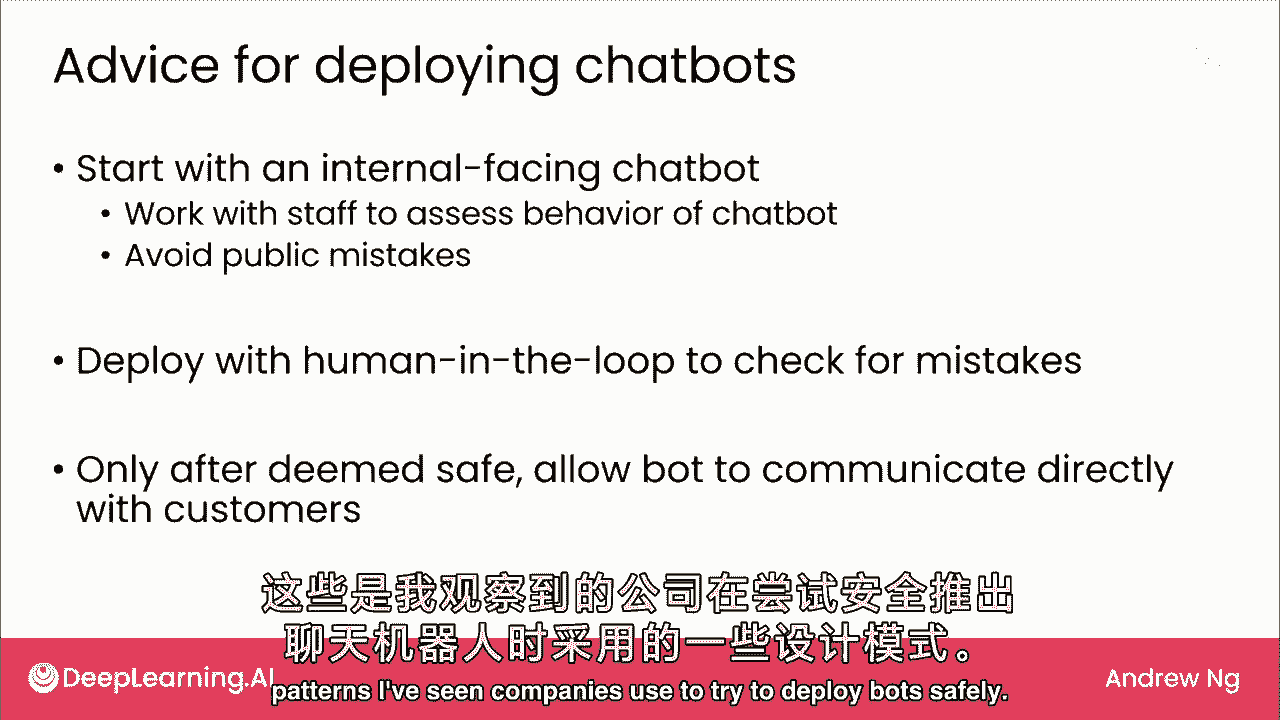 Advice for deploying chatbots
• Start with an internal-facing chatbot
• Work with staff to assess behavior of chatbot
• Avoid public mistakes
• Deploy with human-in-the-loop to check for mistakes
• Only after deemed safe, allow bot to communicate directly
with customers
这些是我观察到的公司在尝试安全推出
聊天机器人时采用的一些设计模式。
patterns I've seen companies use to try to deploy bots safely.
DeepLearning.AI
Andrew Ng